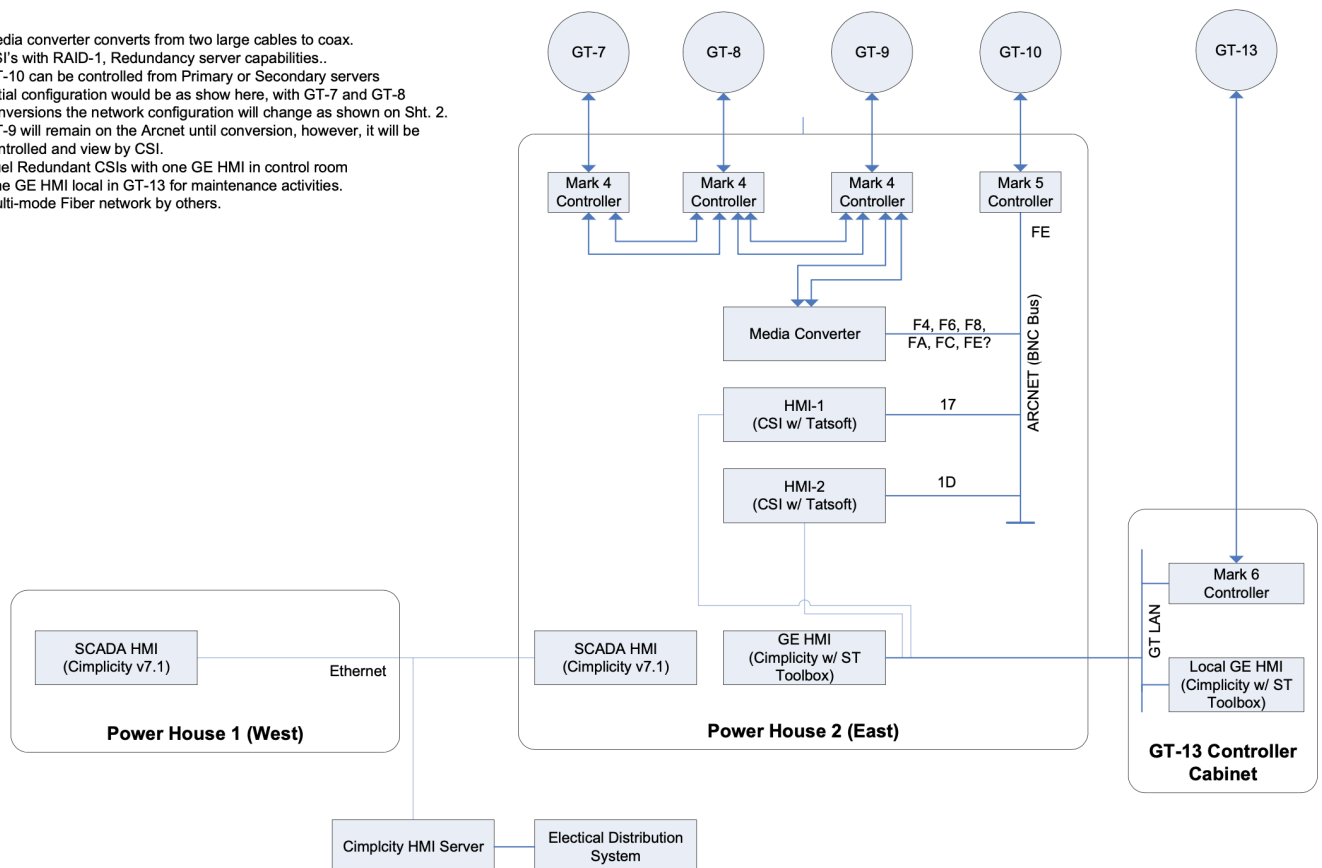 edia converter converts from two large cables to coax.
SI's with RAID-1, Redundancy server capabilities..
T-10 can be controlled from Primary or Secondary servers
tial configuration would be as show here, with GT-7 and GT-8
nversions the network configuration will change as shown on Sht. 2.
T-9 will remain on the Arcnet until conversion, however, it will be
ntrolled and view by CSI.
el Redundant CSIs with one GE HMI in control room
ne GE HMI local in GT-13 for maintenance activities.
ulti-mode Fiber network by others.
GT-7
GT-8
GT-9
GT-10
GT-13
Mark 4
Controller
Mark 4
Controller
Mark 4
Controller
Mark 5
Controller
FE
ARCNET (BNC Bus)
Media Converter
F4, F6, F8,
FA, FC, FE?
HMI-1
(CSI w/ Tatsoft)
17
HMI-2
(CSI w/ Tatsoft)
1D
Mark 6
Controller
GT LAN
Local GE HMI
(Cimplicity w/ ST
Toolbox)
GT-13 Controller
Cabinet
SCADA HMI
(Cimplicity v7.1)
Ethernet
Power House 1 (West)
SCADA HMI
(Cimplicity v7.1)
GE HMI
(Cimplicity w/ ST
Toolbox)
Power House 2 (East)
Cimplcity HMI Server
Electical Distribution
System